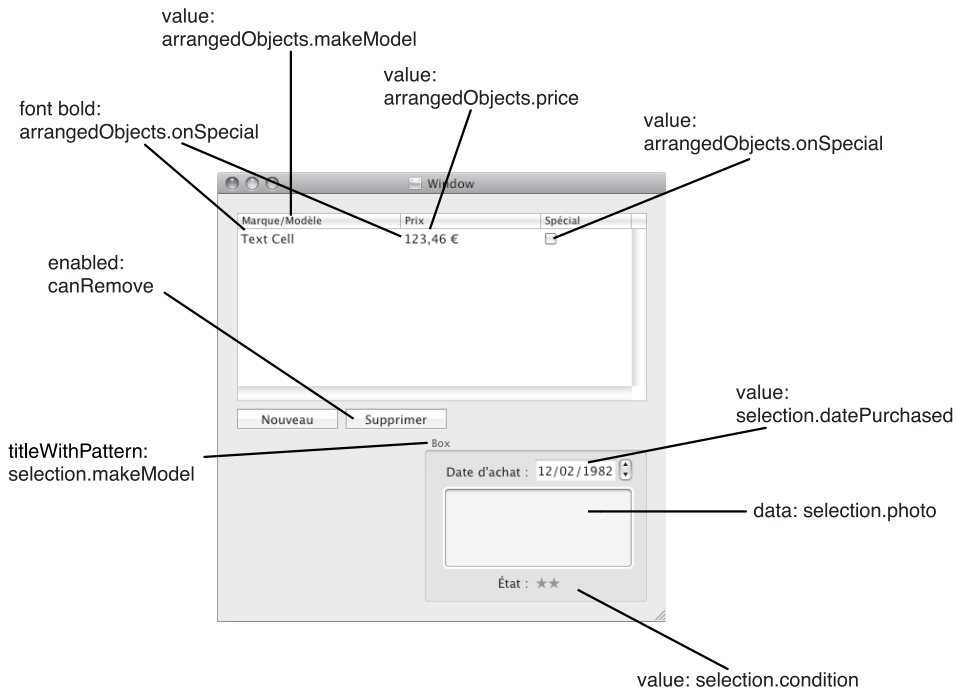 value:
arrangedObjects.makeModel
value:
arrangedObjects.price
font bold:
arrangedObjects.onSpecial
value:
arrangedObjects.onSpecial
Window
Marque/Modèle Prix Spécial
Text Cell 123,46 €
enabled:
canRemove
value:
selection.datePurchased
Nouveau Supprimer
titleWithPattern:
selection.makeModel
Box
Date d'achat : 12/02/1982
data: selection.photo
État : ★★
value: selection.condition